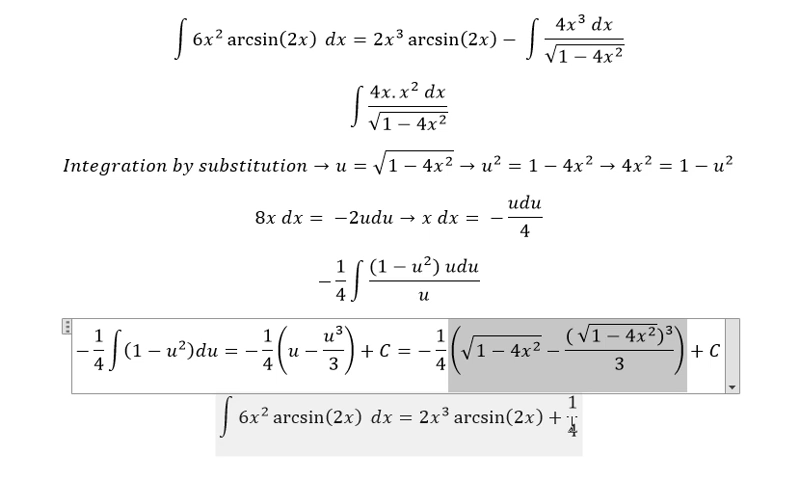 ∫ 6x² arcsin(2x) dx = 2x³ arcsin(2x) − ∫ 4x³ dx / √(1 − 4x²)
∫ 4x. x² dx / √(1 − 4x²)
Integration by substitution → u = √(1 − 4x²) → u² = 1 − 4x² → 4x² = 1 − u²
8x dx = −2udu → x dx = − udu / 4
− 1/4 ∫ (1 − u²) udu / u
− 1/4 ∫ (1 − u²)du = − 1/4 (u − u³/3) + C = − 1/4 (√(1 − 4x²) − (√(1 − 4x²))³ / 3) + C
∫ 6x² arcsin(2x) dx = 2x³ arcsin(2x) + 1/4